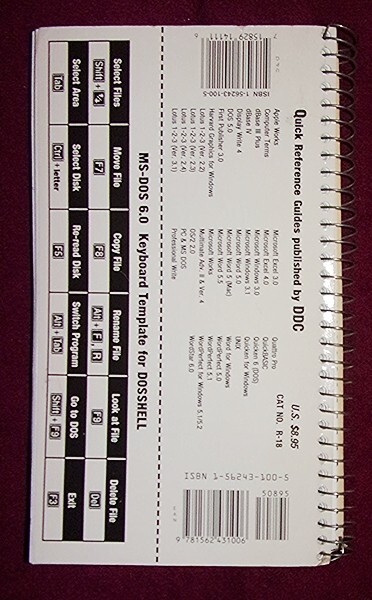 Quick Reference Guides published by DDC
U.S. $8.95
CAT NO. R-18
Apple Works
Computer Terms
dBase III Plus
dBase IV
Display Write 4
DOS 5.0
First Publisher 3.0
Harvard Graphics for Windows
Lotus 1-2-3 (Ver. 2.2)
Lotus 1-2-3 (Ver. 2.3)
Lotus 1-2-3 (Ver. 2.4)
Lotus 1-2-3 (Ver. 3.1)
Microsoft Excel 3.0
Microsoft Excel 4.0
Microsoft Windows 3.0
Microsoft Windows 3.1
Microsoft Word 5.0
Microsoft Word 5 (Mac)
Microsoft Word 5.5
Microsoft Works
Multimate Adv. II & Ver. 4
OS/2 2.0
PC & MS DOS
Professional Write
Quattro Pro
QuickBASIC
Quicken 6 (DOS)
Quicken for Windows
UNIX
Word for Windows
WordPerfect 5.0
WordPerfect 5.1
WordPerfect for Windows 5.1/5.2
WordStar 6.0
7 15829 14111
ISBN: 1-56243-100-5
ISBN 1-56243-100-5
50895
9 781562 431006
MS-DOS 6.0 Keyboard Template for DOSSHELL
Select Files Move File Copy File Rename File Look at File Delete File
Shift + F7 F8 Alt + F R F9 Del
Select Area Select Disk Re-read Disk Switch Program Go to DOS Exit
Tab Ctrl + letter F5 Alt + Tab Shift + F9 F3